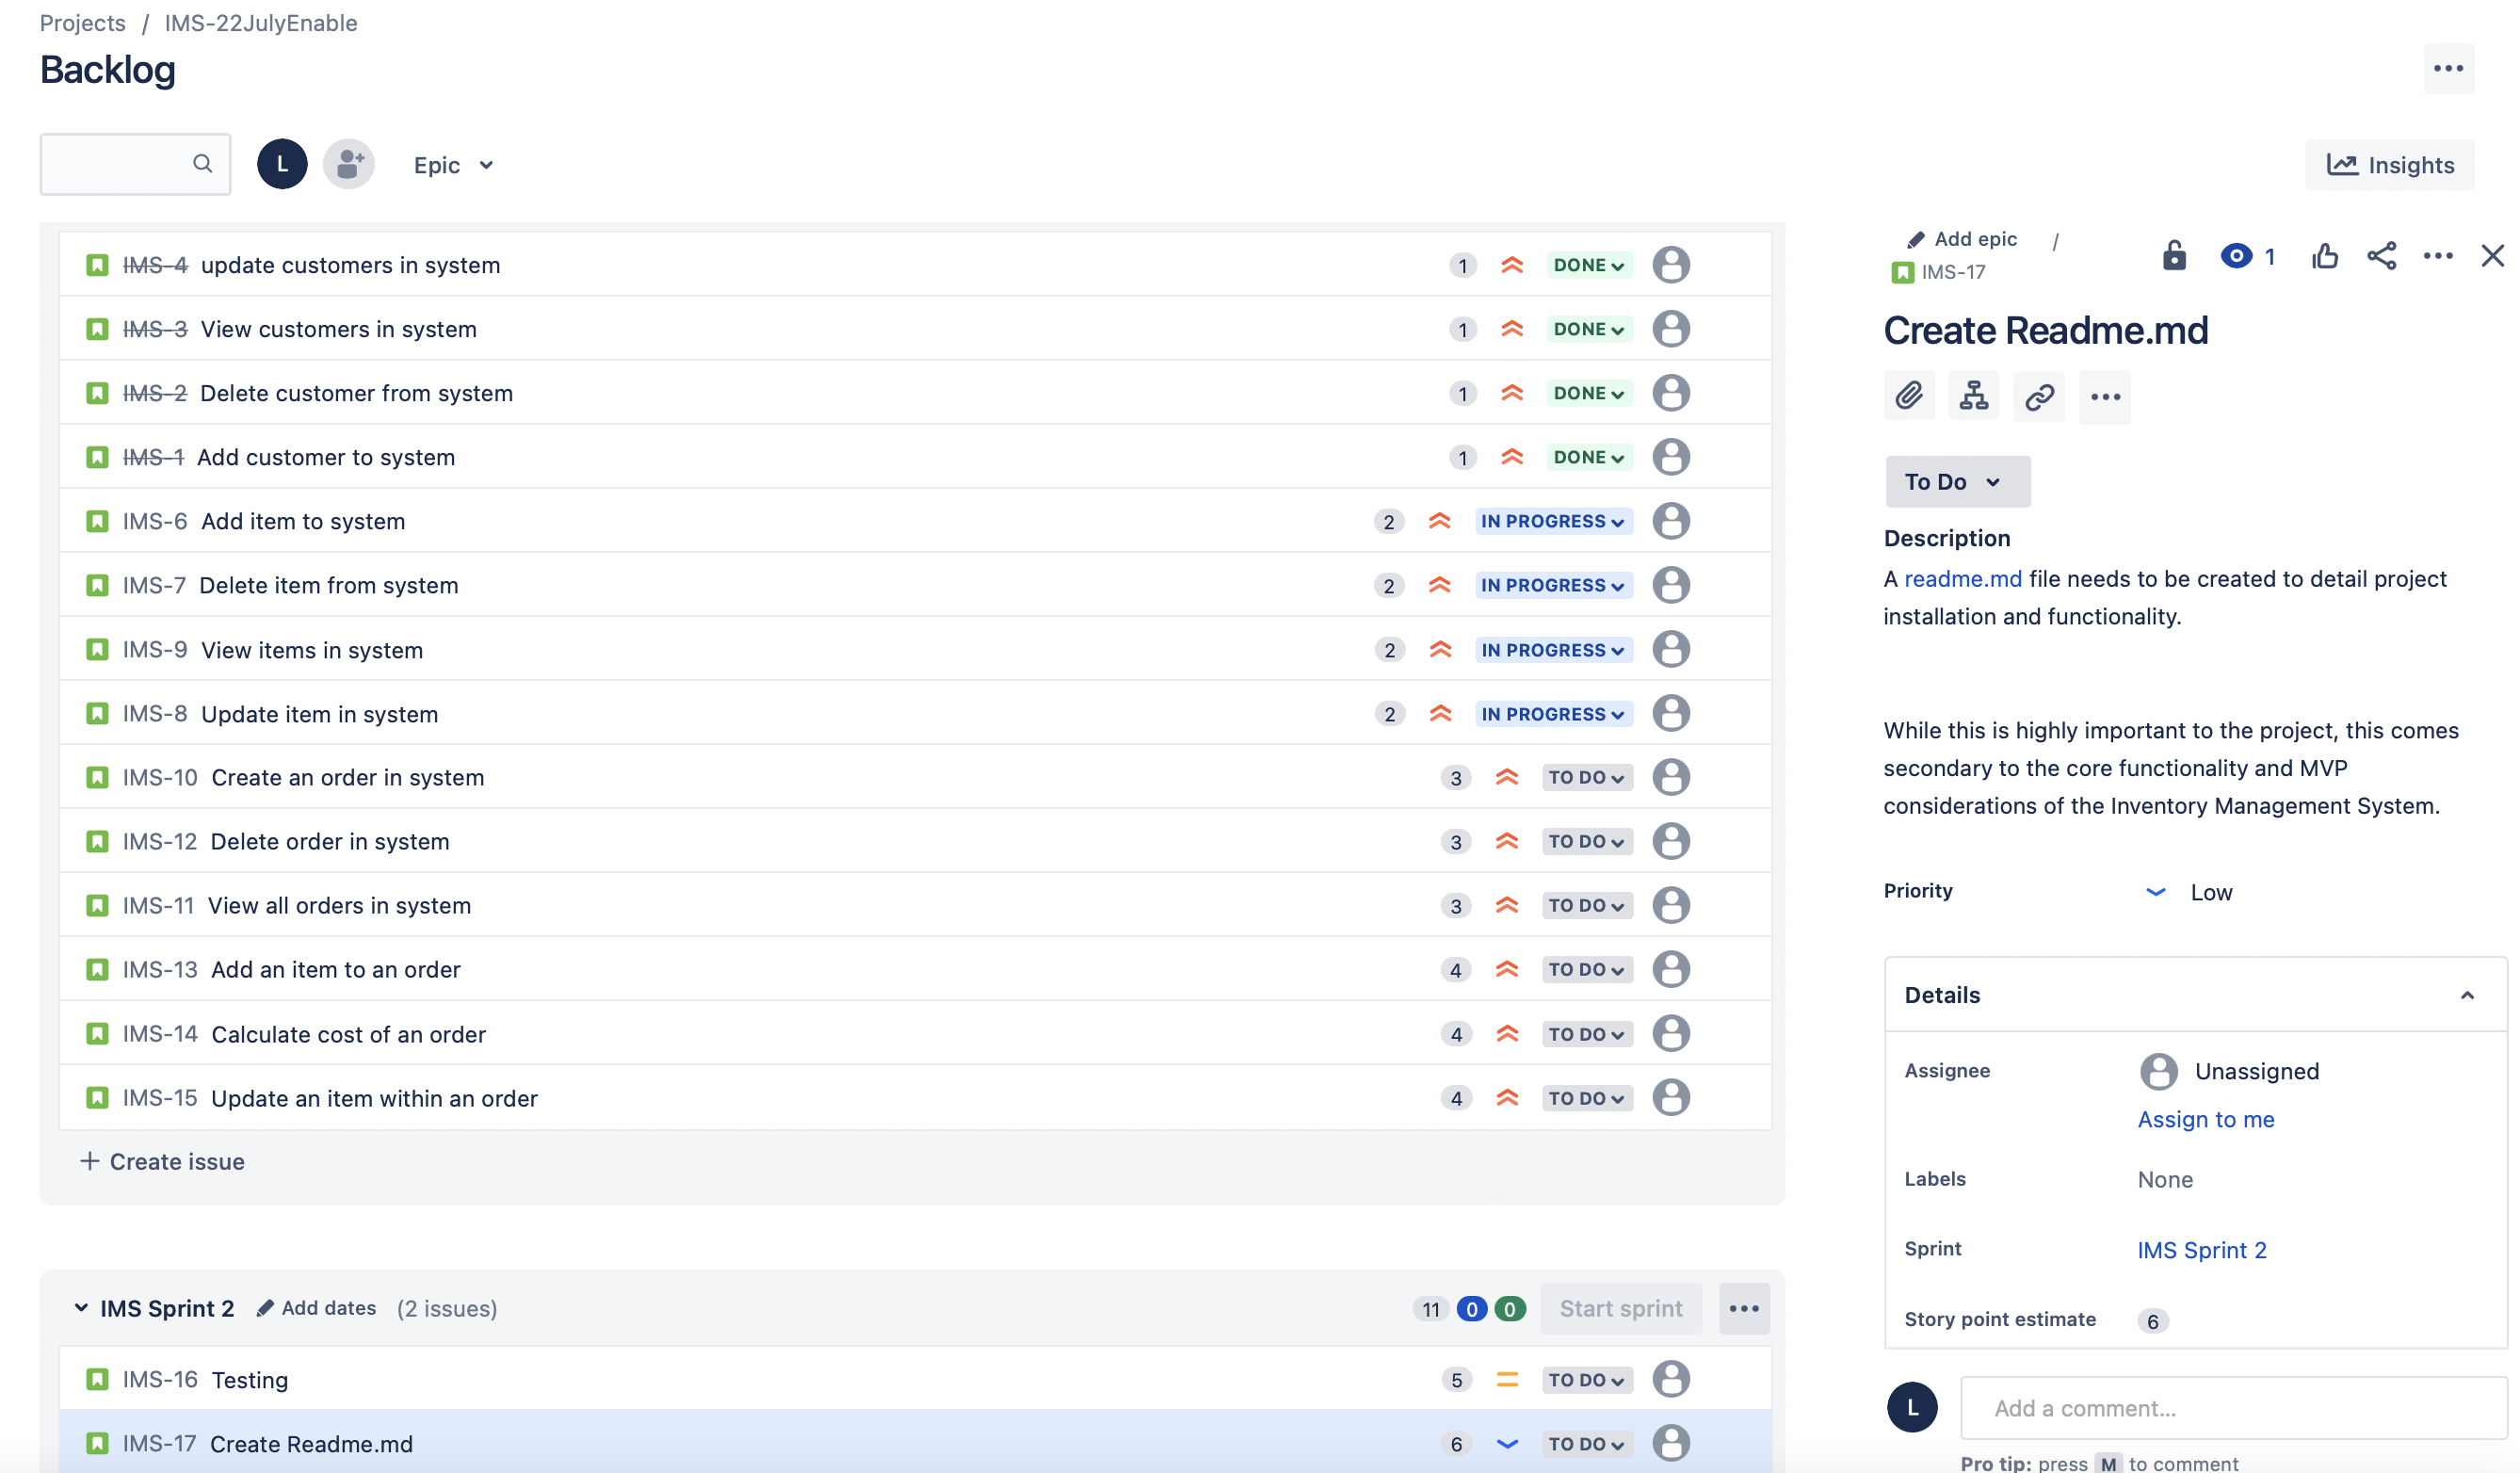 Projects / IMS-22JulyEnable
Backlog
L
Epic
Insights
IMS-4 update customers in system 1 DONE
IMS-3 View customers in system 1 DONE
IMS-2 Delete customer from system 1 DONE
IMS-1 Add customer to system 1 DONE
IMS-6 Add item to system 2 IN PROGRESS
IMS-7 Delete item from system 2 IN PROGRESS
IMS-9 View items in system 2 IN PROGRESS
IMS-8 Update item in system 2 IN PROGRESS
IMS-10 Create an order in system 3 TO DO
IMS-12 Delete order in system 3 TO DO
IMS-11 View all orders in system 3 TO DO
IMS-13 Add an item to an order 4 TO DO
IMS-14 Calculate cost of an order 4 TO DO
IMS-15 Update an item within an order 4 TO DO
+ Create issue
IMS Sprint 2 Add dates (2 issues) 11 0 0 Start sprint
IMS-16 Testing 5 TO DO
IMS-17 Create Readme.md 6 TO DO
Add epic /
IMS-17
1
Create Readme.md
To Do
Description
A readme.md file needs to be created to detail project
installation and functionality.
While this is highly important to the project, this comes
secondary to the core functionality and MVP
considerations of the Inventory Management System.
Priority Low
Details
Assignee Unassigned
Assign to me
Labels None
Sprint IMS Sprint 2
Story point estimate 6
L Add a comment...
Pro tip: press M to comment